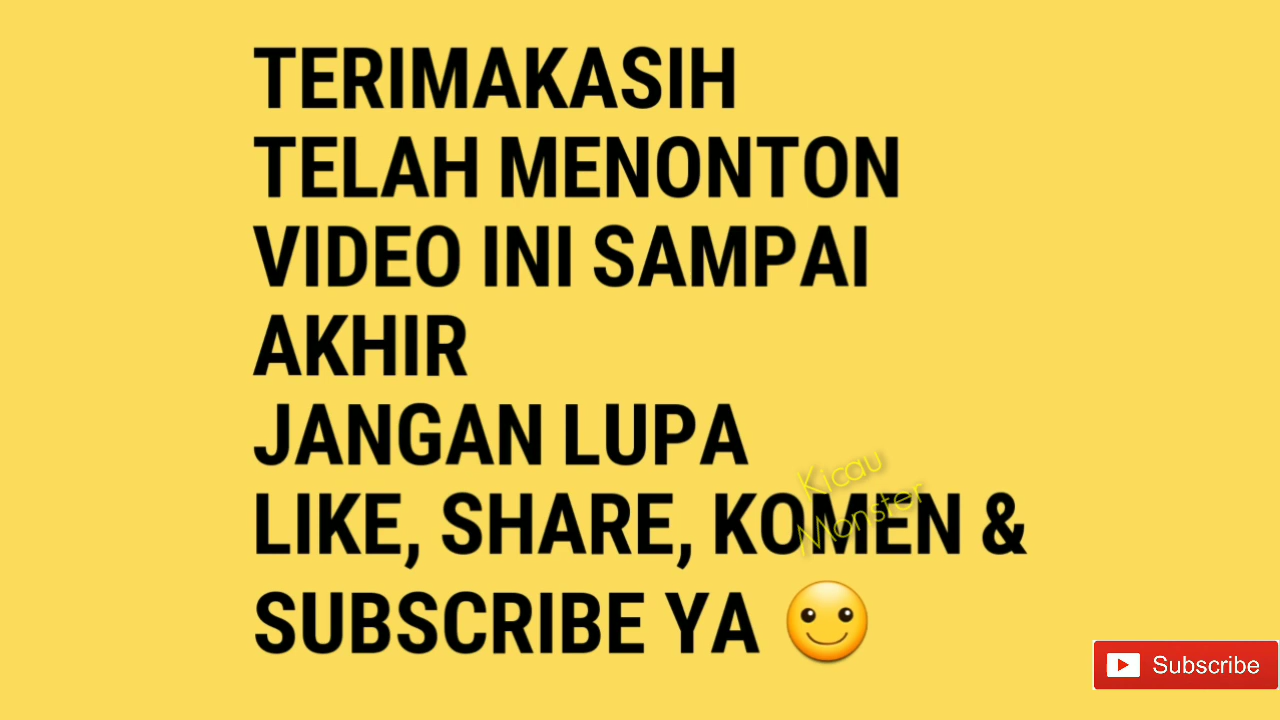 TERIMAKASIH
TELAH MENONTON
VIDEO INI SAMPAI
AKHIR
JANGAN LUPA
LIKE, SHARE, KOMEN &
SUBSCRIBE YA 🙂
Kicau
Monster
Subscribe